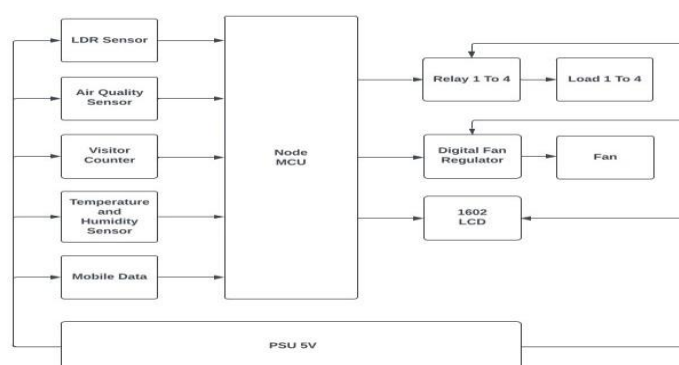 LDR Sensor
Air Quality
Sensor
Visitor
Counter
Temperature
and
Humidity
Sensor
Mobile Data
Node
MCU
Relay 1 To 4
Load 1 To 4
Digital Fan
Regulator
Fan
1602
LCD
PSU 5V